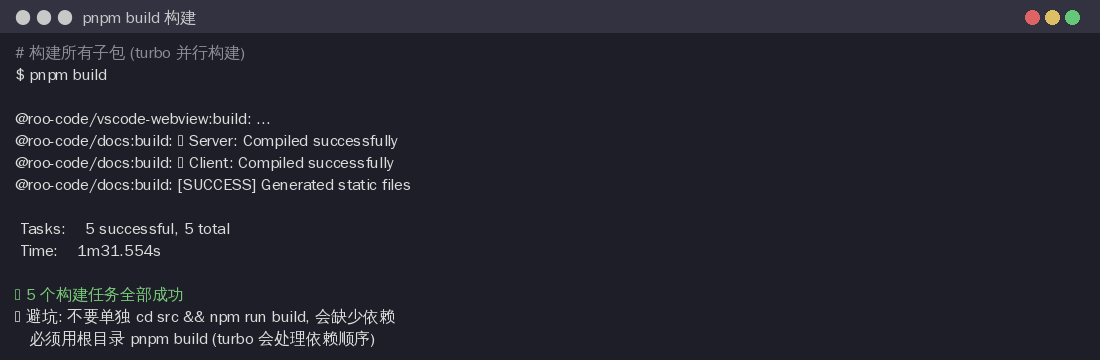 pnpm build 构建
# 构建所有子包 (turbo 并行构建)
$ pnpm build
@roo-code/vscode-webview:build: ...
@roo-code/docs:build: ▯ Server: Compiled successfully
@roo-code/docs:build: ▯ Client: Compiled successfully
@roo-code/docs:build: [SUCCESS] Generated static files
Tasks: 5 successful, 5 total
Time: 1m31.554s
▯ 5 个构建任务全部成功
▯ 避坑: 不要单独 cd src && npm run build, 会缺少依赖
必须用根目录 pnpm build (turbo 会处理依赖顺序)